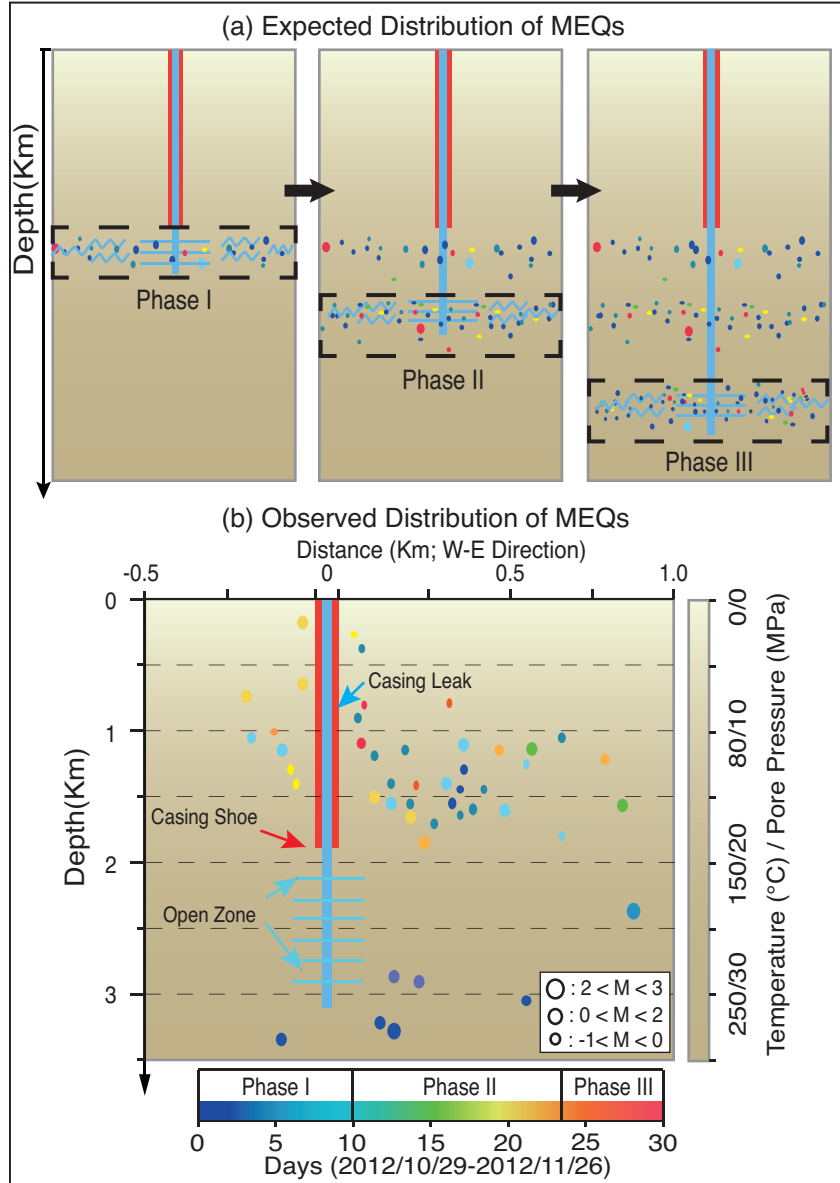 (a) Expected Distribution of MEQs
Depth(Km)
Phase I
Phase II
Phase III
(b) Observed Distribution of MEQs
Distance (Km; W-E Direction)
-0.5 0 0.5 1.0
0
1
2
3
Depth(Km)
Casing Leak
Casing Shoe
Open Zone
: 2 < M < 3
: 0 < M < 2
: -1< M < 0
0/0
80/10
150/20
250/30
Temperature (°C) / Pore Pressure (MPa)
Phase I Phase II Phase III
0 5 10 15 20 25 30
Days (2012/10/29-2012/11/26)